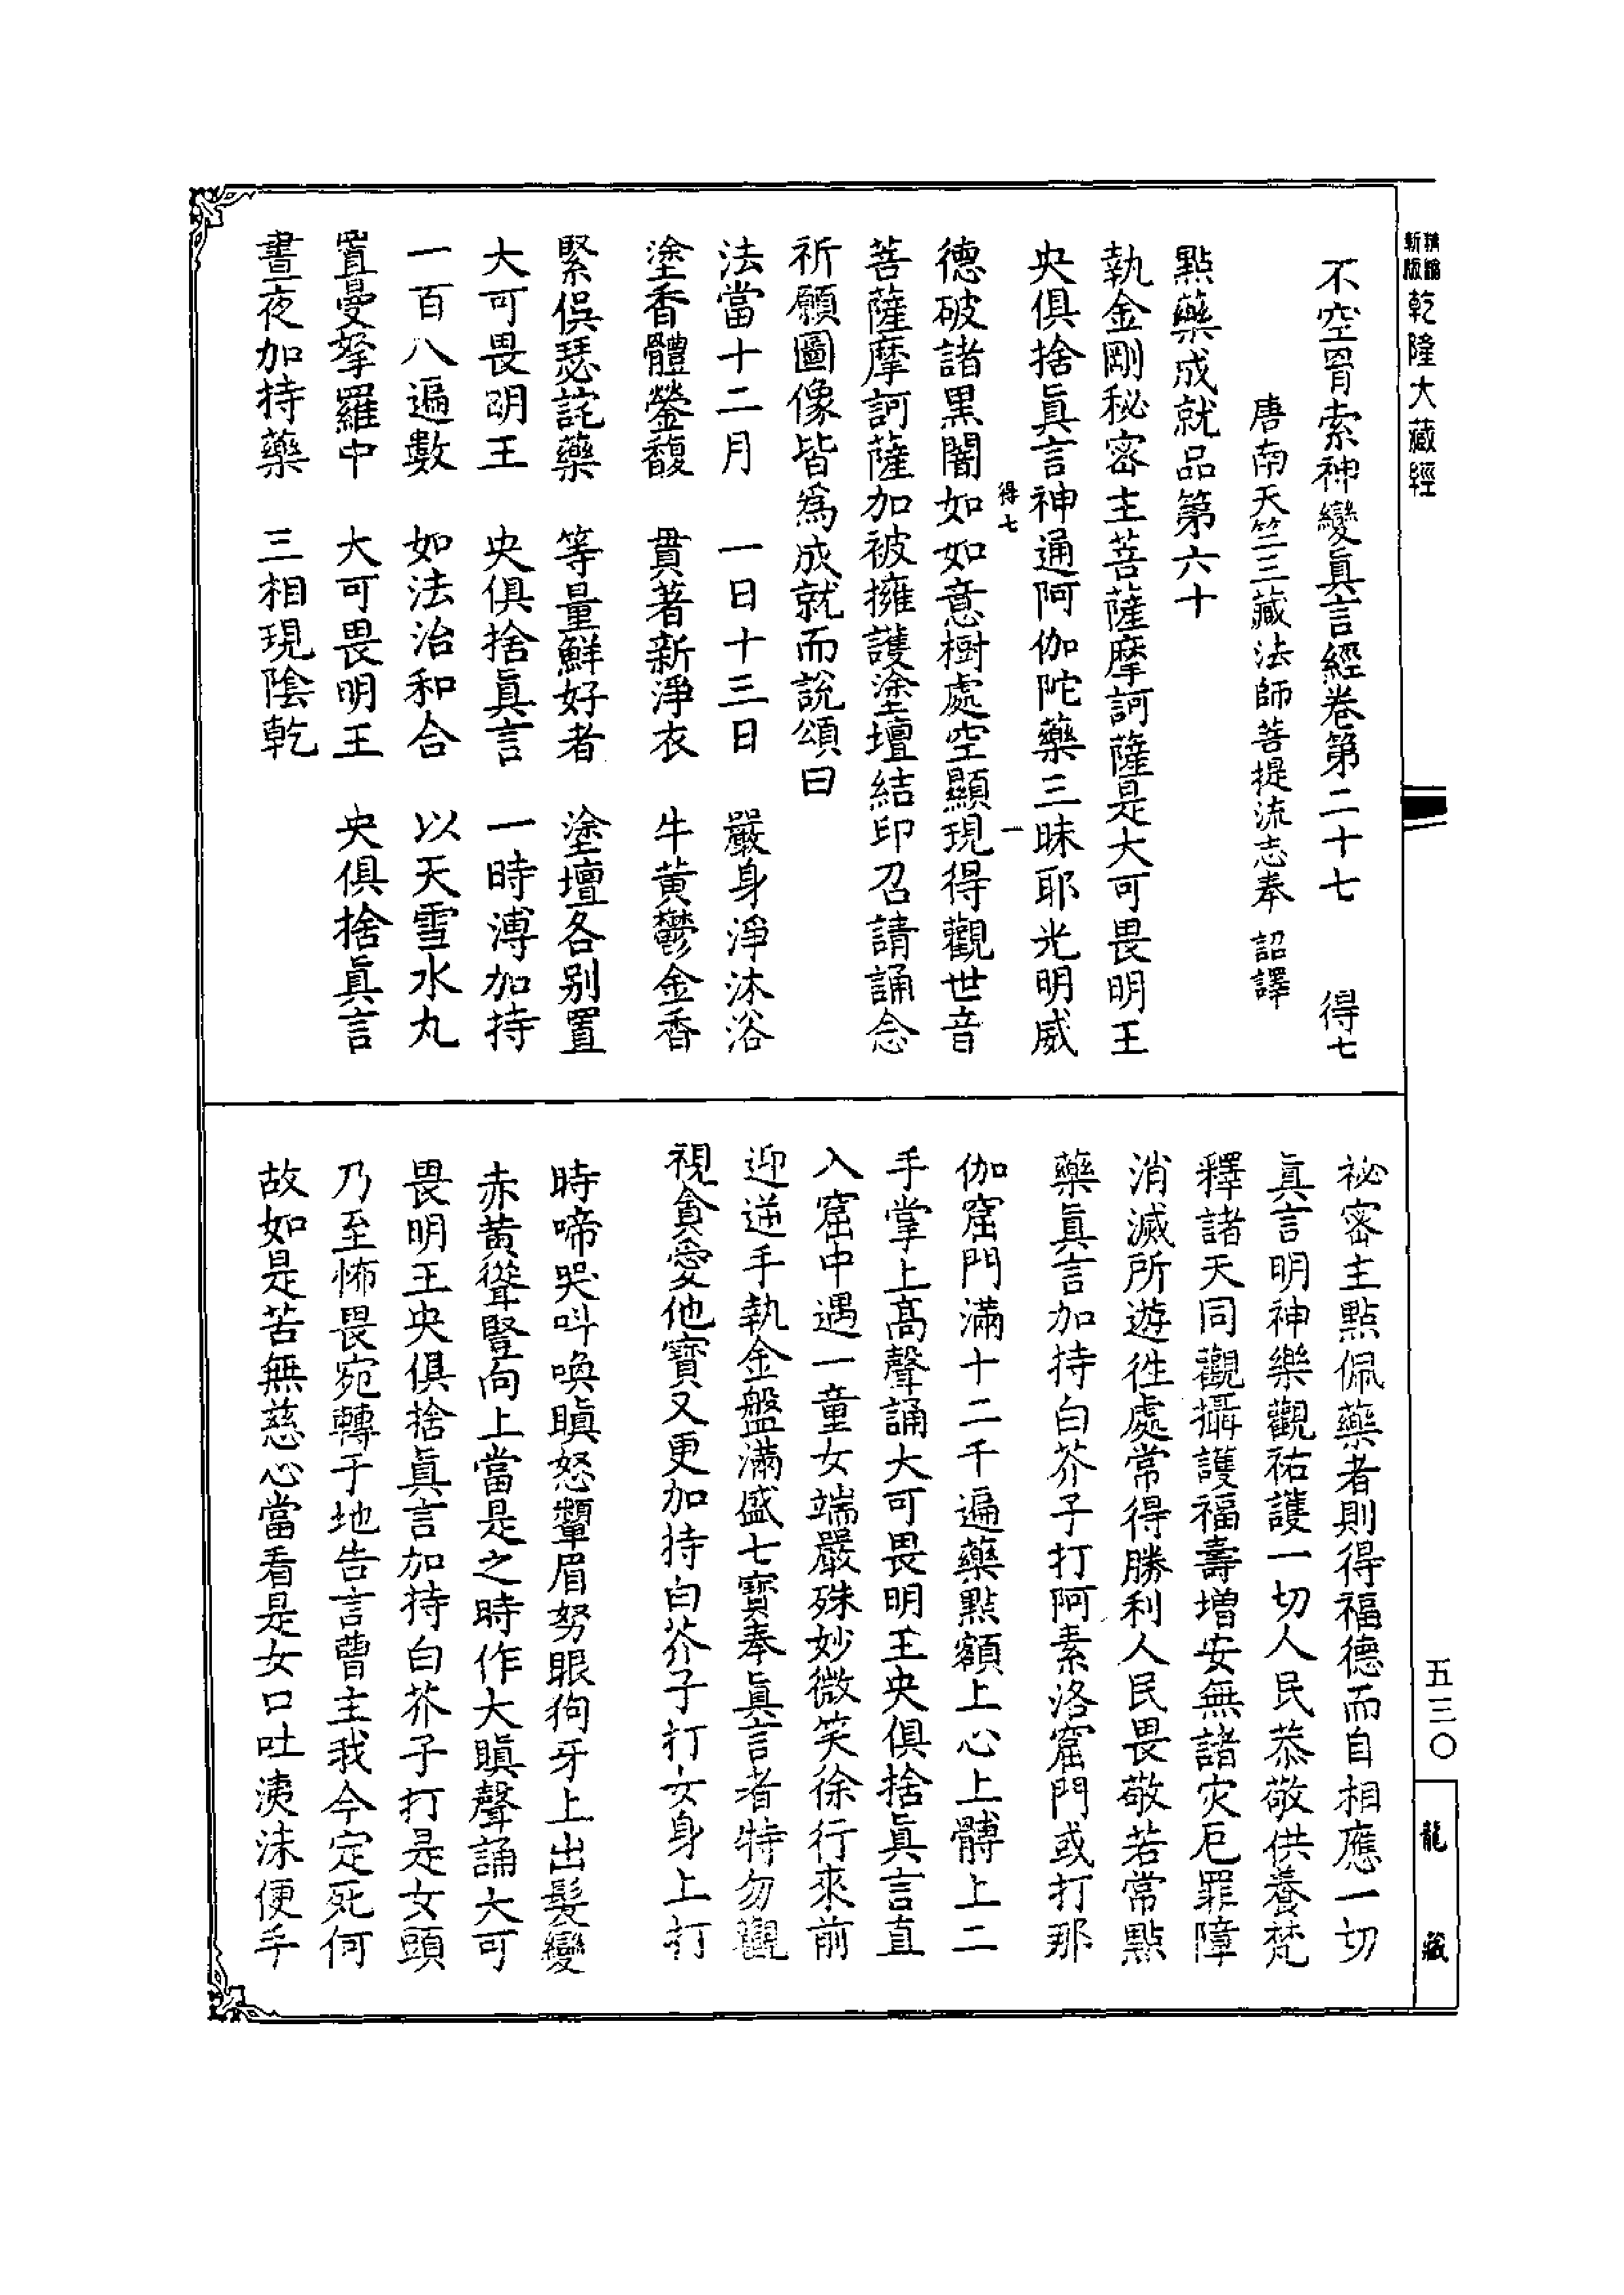 乾隆大藏經
不空罥索神變眞言經卷第二十七　得七
唐南天竺三藏法師菩提流志奉　詔譯
點藥成就品第六十
執金剛秘密主菩薩摩訶薩是大可畏明王
央俱捨眞言神通阿伽陀藥三昧耶光明威
得七　一
德破諸黑闇如如意樹處空顯現得觀世音
菩薩摩訶薩加被擁護塗壇結印召請誦念
祈願圖像皆爲成就而說頌曰
法當十二月　一日十三日　嚴身淨沐浴
塗香體鎣馥　貫著新淨衣　牛黃鬱金香
緊俣瑟詫藥　等量鮮好者　塗壇各别置
大可畏明王　央俱捨眞言　一時溥加持
一百八遍數　如法治和合　以天雪水丸
置曼拏羅中　大可畏明王　央俱捨眞言
晝夜加持藥　三相現陰乾
祕密主點佩藥者則得福德而自相應一切
眞言明神樂觀祐護一切人民恭敬供養梵
釋諸天同觀攝護福壽增安無諸灾厄罪障
消滅所遊往處常得勝利人民畏敬若常點
藥眞言加持白芥子打阿素洛窟門或打那
伽窟門滿十二千遍藥點額上心上髆上二
手掌上高聲誦大可畏明王央俱捨眞言直
入窟中遇一童女端嚴殊妙微笑徐行來前
迎逆手執金盤滿盛七寶奉眞言者特勿觀
視貪愛他寶又更加持白芥子打女身上打
時啼哭叫喚瞋怒顰眉努眼狗牙上出髮變
赤黃聳豎向上當是之時作大瞋聲誦大可
畏明王央俱捨眞言加持白芥子打是女頭
乃至怖畏宛轉于地告言曹主我今定死何
故如是苦無慈心當看是女口吐洟沫便手
五三〇
龍藏